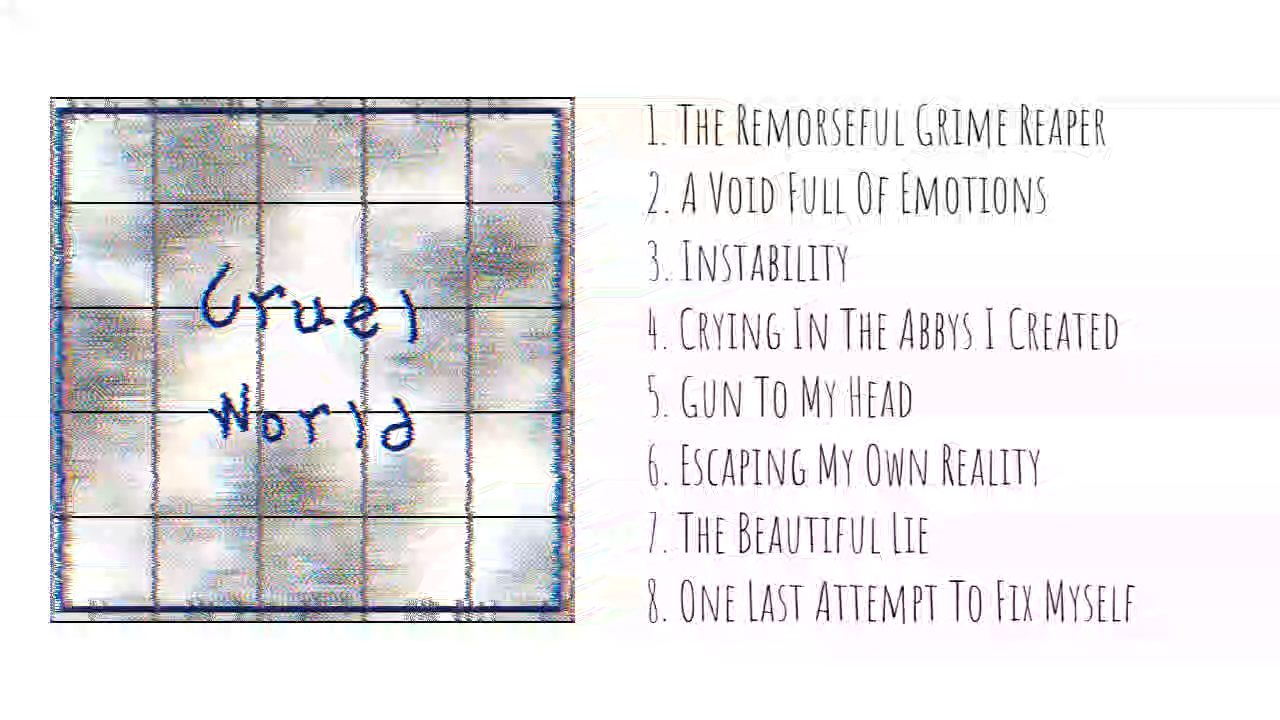 Cruel
World
1. The Remorseful Grime Reaper
2. A Void Full Of Emotions
3. Instability
4. Crying In The Abbys I Created
5. Gun To My Head
6. Escaping My Own Reality
7. The Beautiful Lie
8. One Last Attempt To Fix Myself